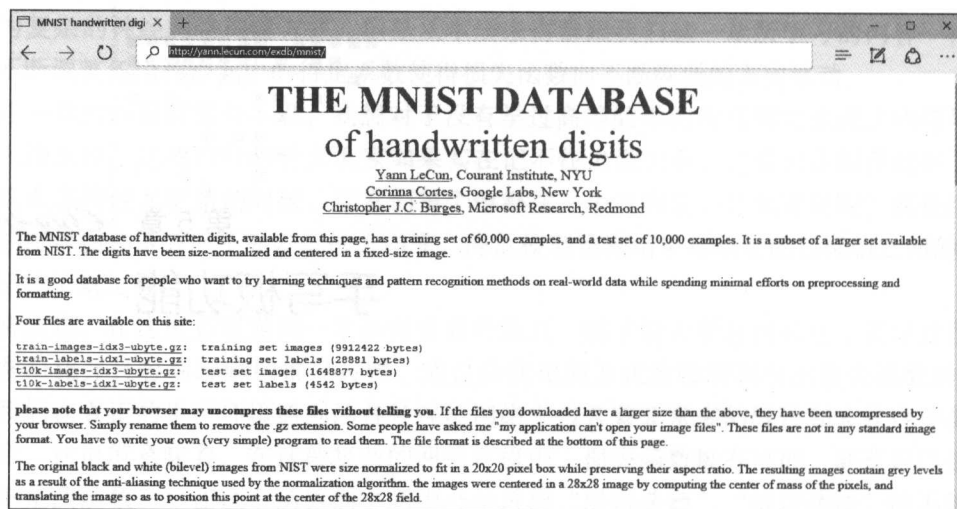 MNIST handwritten digi
http://yann.lecun.com/exdb/mnist/
THE MNIST DATABASE
of handwritten digits
Yann LeCun, Courant Institute, NYU
Corinna Cortes, Google Labs, New York
Christopher J.C. Burges, Microsoft Research, Redmond
The MNIST database of handwritten digits, available from this page, has a training set of 60,000 examples, and a test set of 10,000 examples. It is a subset of a larger set available
from NIST. The digits have been size-normalized and centered in a fixed-size image.
It is a good database for people who want to try learning techniques and pattern recognition methods on real-world data while spending minimal efforts on preprocessing and
formatting.
Four files are available on this site:
train-images-idx3-ubyte.gz: training set images (9912422 bytes)
train-labels-idx1-ubyte.gz: training set labels (28881 bytes)
t10k-images-idx3-ubyte.gz: test set images (1648877 bytes)
t10k-labels-idx1-ubyte.gz: test set labels (4542 bytes)
please note that your browser may uncompress these files without telling you. If the files you downloaded have a larger size than the above, they have been uncompressed by
your browser. Simply rename them to remove the .gz extension. Some people have asked me "my application can't open your image files". These files are not in any standard image
format. You have to write your own (very simple) program to read them. The file format is described at the bottom of this page.
The original black and white (bilevel) images from NIST were size normalized to fit in a 20x20 pixel box while preserving their aspect ratio. The resulting images contain grey levels
as a result of the anti-aliasing technique used by the normalization algorithm. the images were centered in a 28x28 image by computing the center of mass of the pixels, and
translating the image so as to position this point at the center of the 28x28 field.